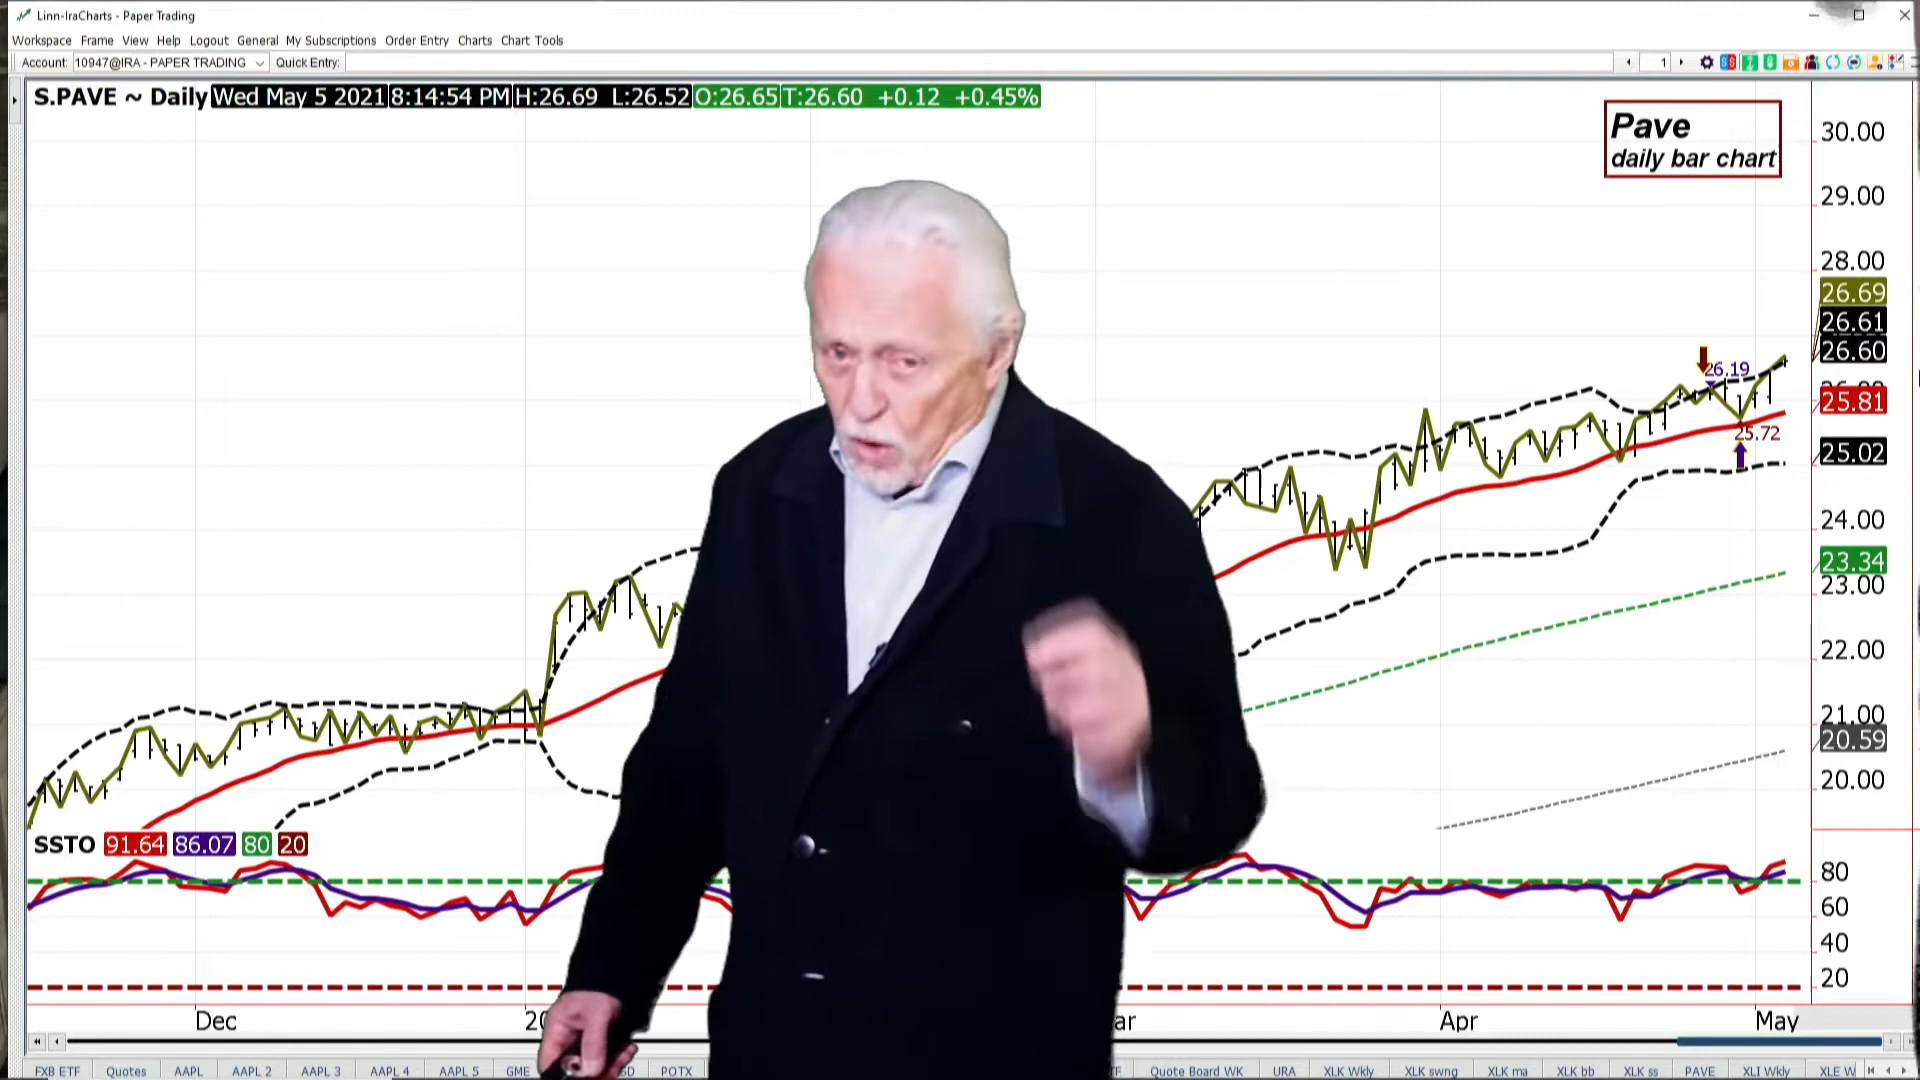 Linn-IraCharts - Paper Trading
Workspace Frame View Help Logout General My Subscriptions Order Entry Charts Chart Tools
Account: 10947@IRA - PAPER TRADING Quick Entry: 1
S.PAVE ~ Daily Wed May 5 2021 8:14:54 PM H:26.69 L:26.52 O:26.65 T:26.60 +0.12 +0.45%
Pave
daily bar chart
30.00
29.00
28.00
26.69
26.61
26.60
26.19
25.81
25.72
25.02
24.00
23.34
23.00
22.00
21.00
20.59
20.00
SSTO 91.64 86.07 80 20
80
60
40
20
Dec Apr May
FXB ETF Quotes AAPL AAPL 2 AAPL 3 AAPL 4 AAPL 5 GME POTX Quote Board WK URA XLK Wkly XLK swng XLK ma XLK bb XLK ss PAVE XLI Wkly XLE W